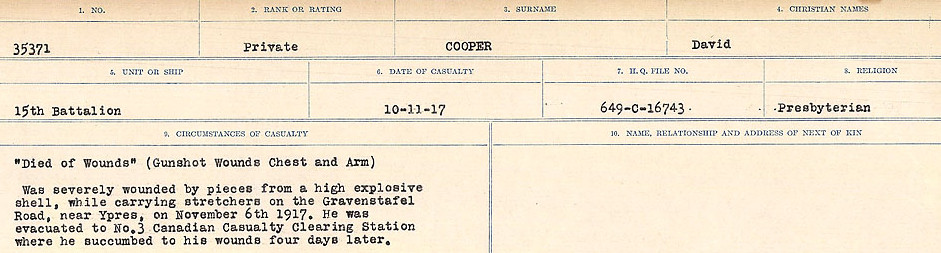 1. NO. 2. RANK OR RATING 3. SURNAME 4. CHRISTIAN NAMES
35371 Private COOPER David
5. UNIT OR SHIP 6. DATE OF CASUALTY 7. H.Q. FILE NO. 8. RELIGION
15th Battalion 10-11-17 649-C-16743 Presbyterian
9. CIRCUMSTANCES OF CASUALTY 10. NAME, RELATIONSHIP AND ADDRESS OF NEXT OF KIN
"Died of Wounds" (Gunshot Wounds Chest and Arm)
Was severely wounded by pieces from a high explosive
shell, while carrying stretchers on the Gravenstafel
Road, near Ypres, on November 6th 1917. He was
evacuated to No.3 Canadian Casualty Clearing Station
where he succumbed to his wounds four days later.